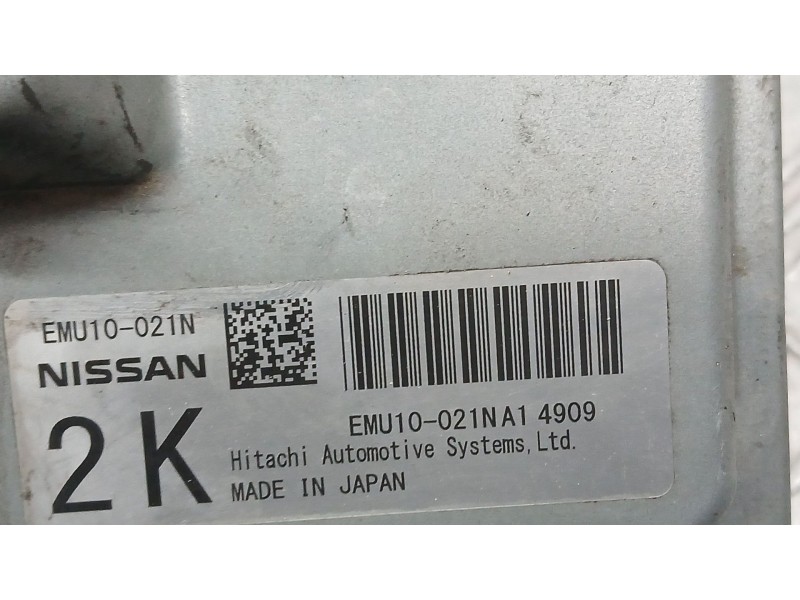 EMU10-021N
NISSAN
2K
EMU10-021NA1 4909
Hitachi Automotive Systems,Ltd.
MADE IN JAPAN